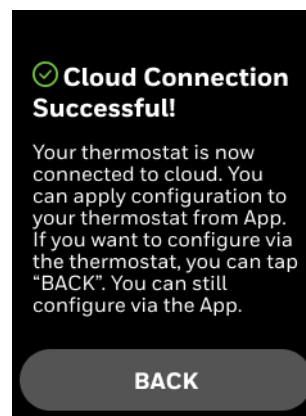 Cloud Connection
Successful!
Your thermostat is now
connected to cloud. You
can apply configuration to
your thermostat from App.
If you want to configure via
the thermostat, you can tap
“BACK”. You can still
configure via the App.
BACK